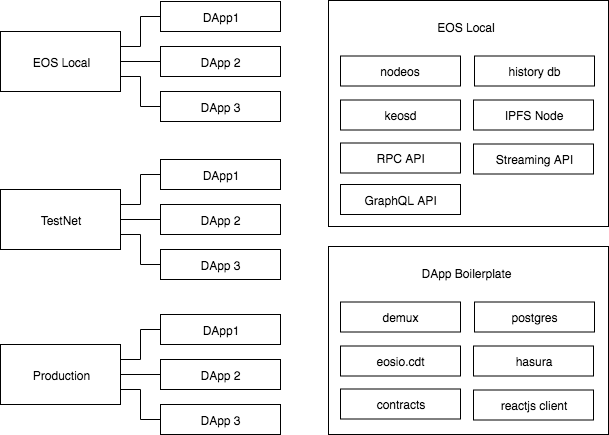 EOS Local
DApp1
DApp 2
DApp 3
TestNet
DApp1
DApp 2
DApp 3
Production
DApp1
DApp 2
DApp 3
EOS Local
nodeos
history db
keosd
IPFS Node
RPC API
Streaming API
GraphQL API
DApp Boilerplate
demux
postgres
eosio.cdt
hasura
contracts
reactjs client